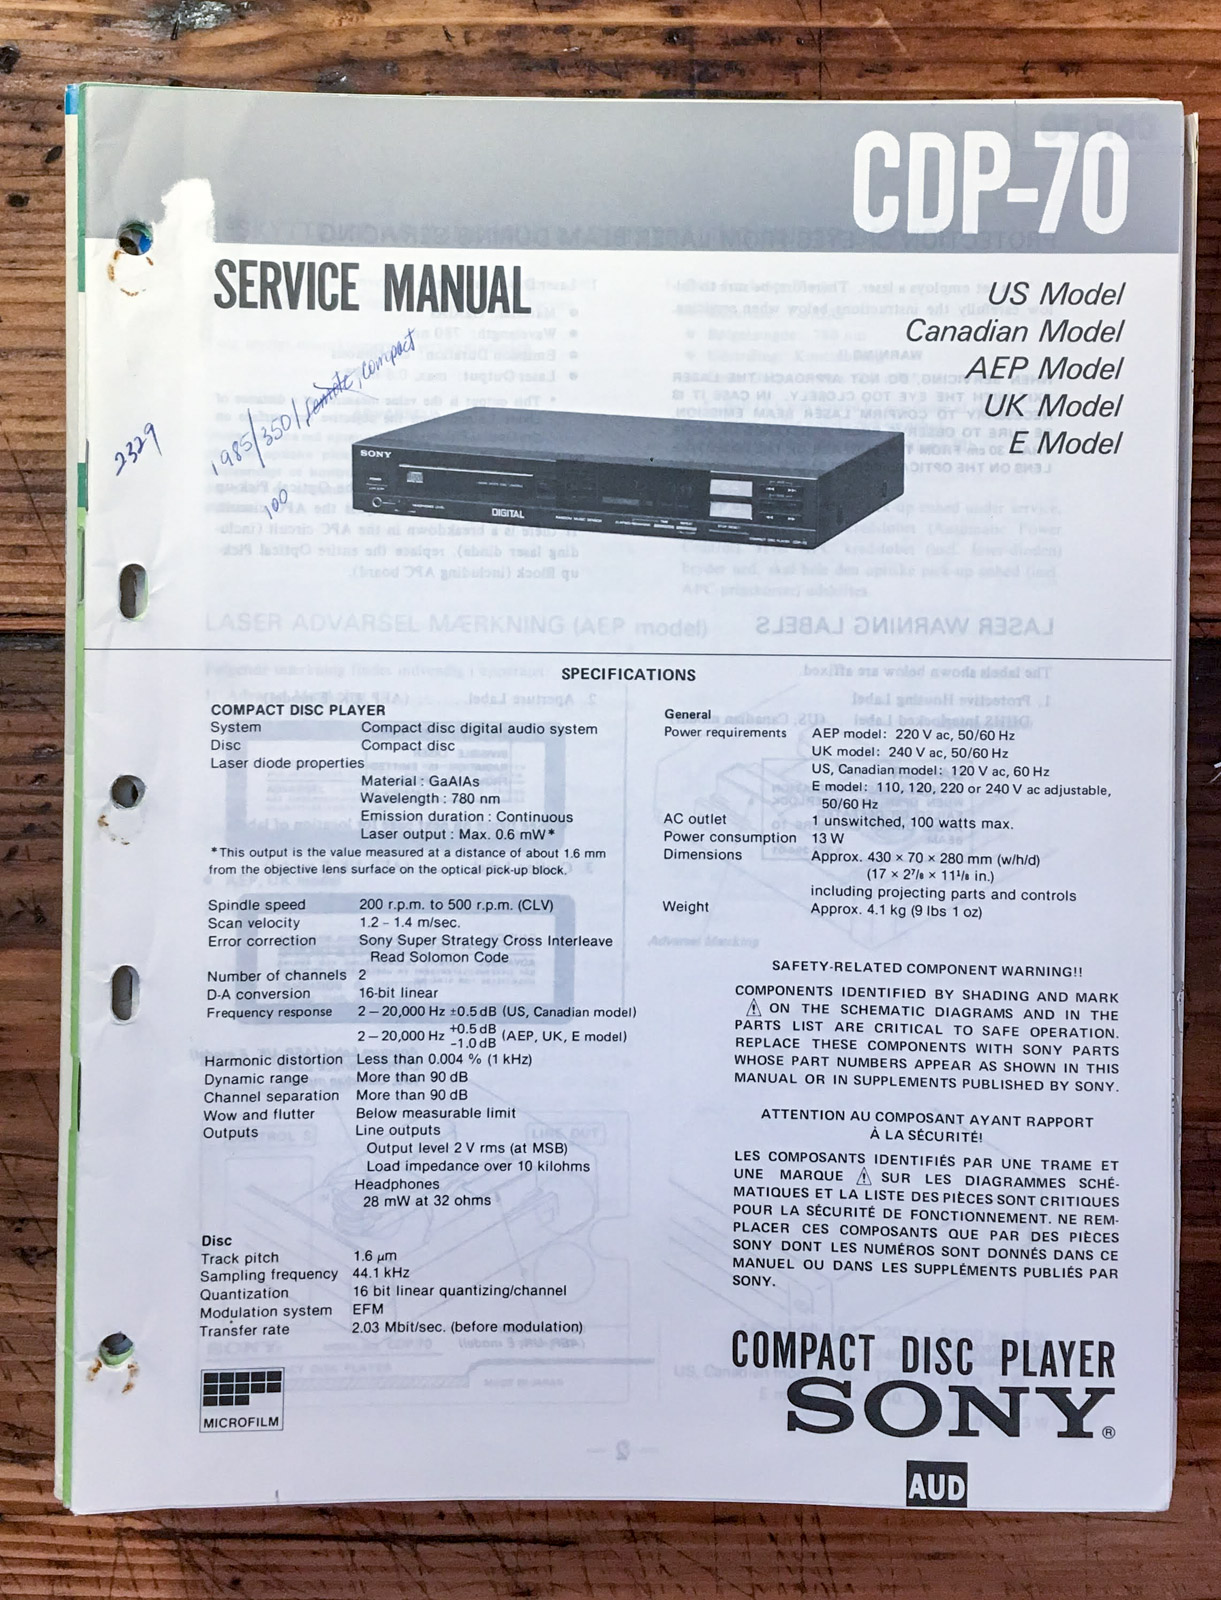 CDP-70
SERVICE MANUAL
US Model
Canadian Model
AEP Model
UK Model
E Model
2329
1985/350/remote, compact
100
SONY
DIGITAL
SPECIFICATIONS
COMPACT DISC PLAYER
System Compact disc digital audio system
Disc Compact disc
Laser diode properties
Material : GaAlAs
Wavelength : 780 nm
Emission duration : Continuous
Laser output : Max. 0.6 mW*
*This output is the value measured at a distance of about 1.6 mm
from the objective lens surface on the optical pick-up block.
Spindle speed 200 r.p.m. to 500 r.p.m. (CLV)
Scan velocity 1.2 - 1.4 m/sec.
Error correction Sony Super Strategy Cross Interleave
Read Solomon Code
Number of channels 2
D-A conversion 16-bit linear
Frequency response 2 – 20,000 Hz ±0.5 dB (US, Canadian model)
2 – 20,000 Hz +0.5 dB -1.0 dB (AEP, UK, E model)
Harmonic distortion Less than 0.004 % (1 kHz)
Dynamic range More than 90 dB
Channel separation More than 90 dB
Wow and flutter Below measurable limit
Outputs Line outputs
Output level 2 V rms (at MSB)
Load impedance over 10 kilohms
Headphones
28 mW at 32 ohms
Disc
Track pitch 1.6 μm
Sampling frequency 44.1 kHz
Quantization 16 bit linear quantizing/channel
Modulation system EFM
Transfer rate 2.03 Mbit/sec. (before modulation)
MICROFILM
General
Power requirements AEP model: 220 V ac, 50/60 Hz
UK model: 240 V ac, 50/60 Hz
US, Canadian model: 120 V ac, 60 Hz
E model: 110, 120, 220 or 240 V ac adjustable,
50/60 Hz
AC outlet 1 unswitched, 100 watts max.
Power consumption 13 W
Dimensions Approx. 430 × 70 × 280 mm (w/h/d)
(17 × 2 7/8 × 11 1/8 in.)
including projecting parts and controls
Weight Approx. 4.1 kg (9 lbs 1 oz)
SAFETY-RELATED COMPONENT WARNING!!
COMPONENTS IDENTIFIED BY SHADING AND MARK
⚠ ON THE SCHEMATIC DIAGRAMS AND IN THE
PARTS LIST ARE CRITICAL TO SAFE OPERATION.
REPLACE THESE COMPONENTS WITH SONY PARTS
WHOSE PART NUMBERS APPEAR AS SHOWN IN THIS
MANUAL OR IN SUPPLEMENTS PUBLISHED BY SONY.
ATTENTION AU COMPOSANT AYANT RAPPORT
À LA SÉCURITÉ!
LES COMPOSANTS IDENTIFIÉS PAR UNE TRAME ET
UNE MARQUE ⚠ SUR LES DIAGRAMMES SCHÉ-
MATIQUES ET LA LISTE DES PIÈCES SONT CRITIQUES
POUR LA SÉCURITÉ DE FONCTIONNEMENT. NE REM-
PLACER CES COMPOSANTS QUE PAR DES PIÈCES
SONY DONT LES NUMÉROS SONT DONNÉS DANS CE
MANUEL OU DANS LES SUPPLÉMENTS PUBLIÉS PAR
SONY.
COMPACT DISC PLAYER
SONY®
AUD